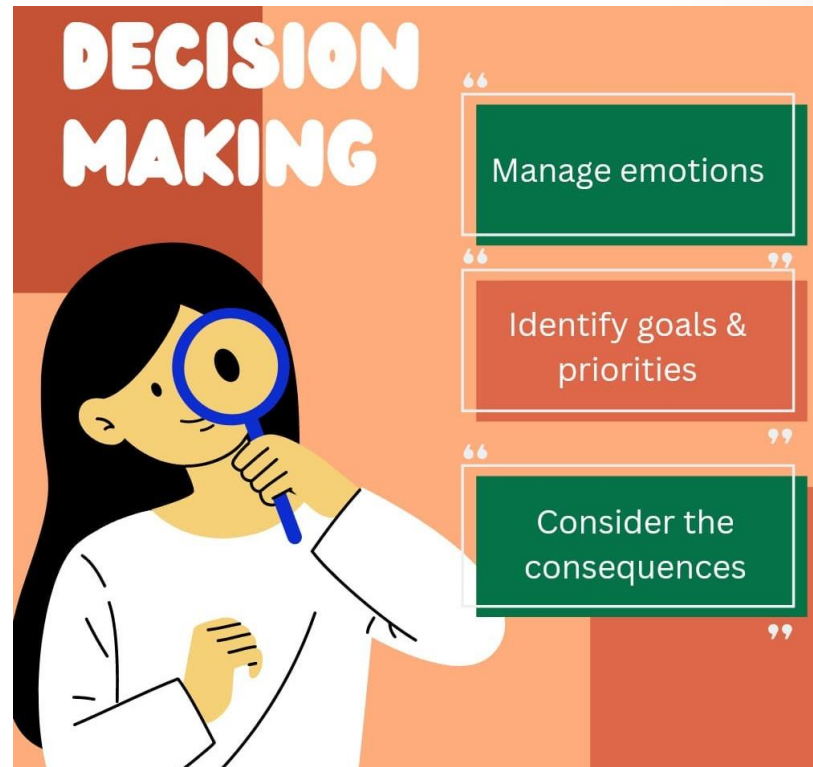 DECISION
MAKING
“
Manage emotions
”
“
Identify goals &
priorities
”
“
Consider the
consequences
”